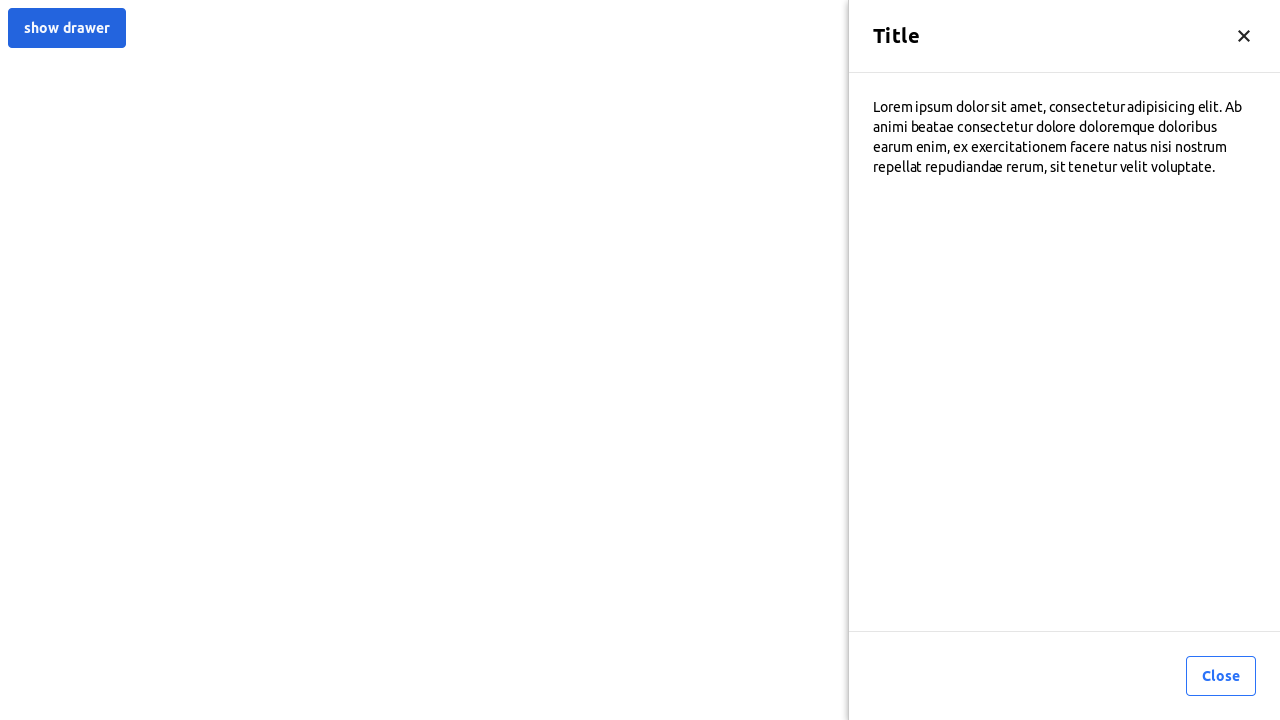 show drawer
Title
Lorem ipsum dolor sit amet, consectetur adipisicing elit. Ab
animi beatae consectetur dolore doloremque doloribus
earum enim, ex exercitationem facere natus nisi nostrum
repellat repudiandae rerum, sit tenetur velit voluptate.
Close